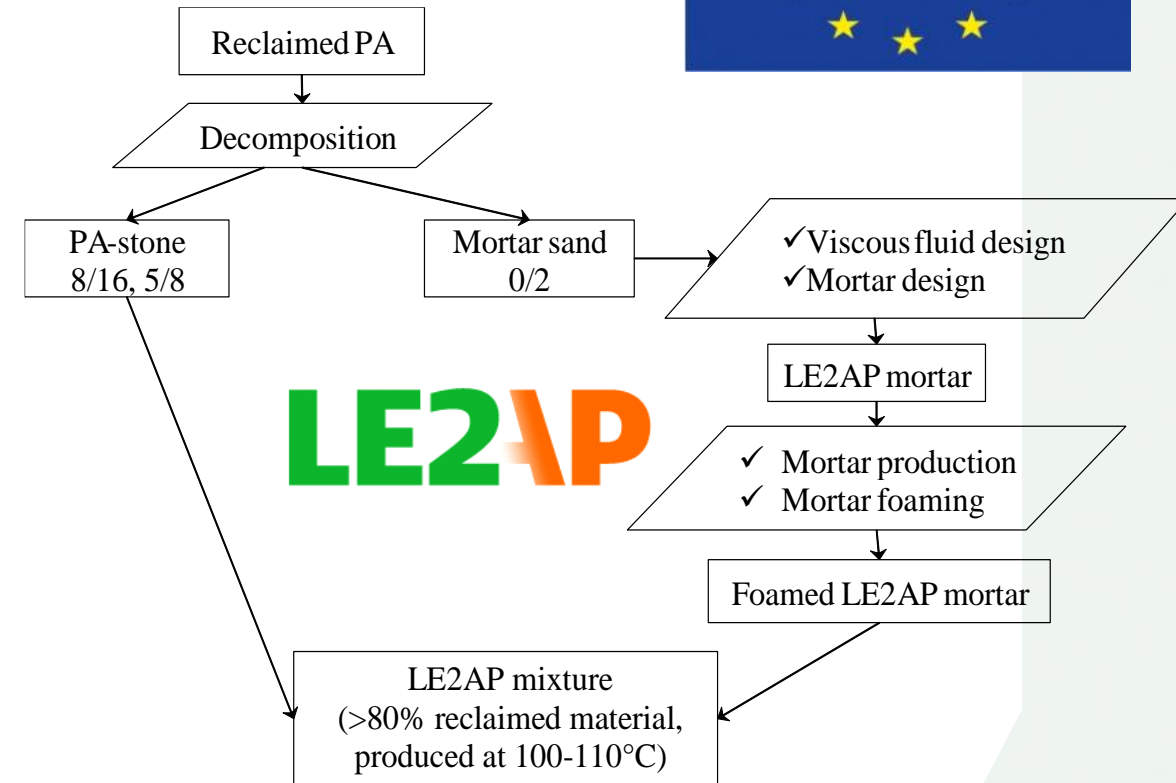 Reclaimed PA
Decomposition
PA-stone
8/16, 5/8
Mortar sand
0/2
✓Viscous fluid design
✓Mortar design
LE2AP mortar
LE2AP
✓ Mortar production
✓ Mortar foaming
Foamed LE2AP mortar
LE2AP mixture
(>80% reclaimed material,
produced at 100-110°C)